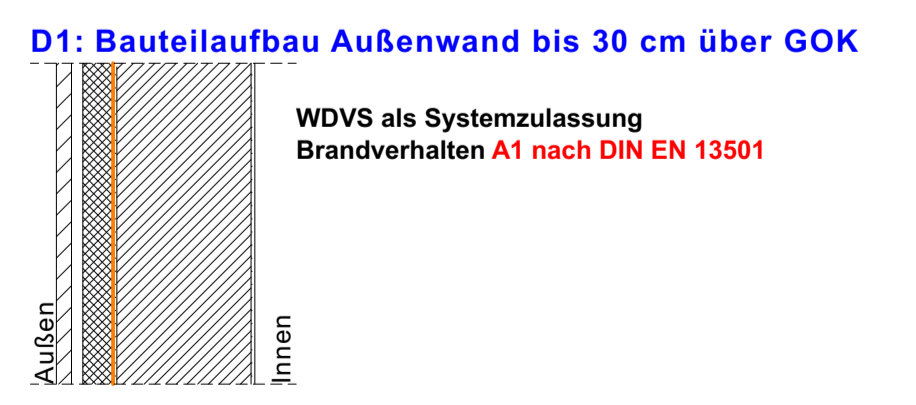 D1: Bauteilaufbau Außenwand bis 30 cm über GOK
WDVS als Systemzulassung
Brandverhalten A1 nach DIN EN 13501
Außen
Innen